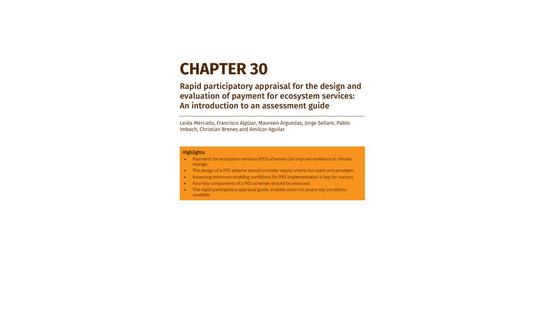 CHAPTER 30
Rapid participatory appraisal for the design and
evaluation of payment for ecosystem services:
An introduction to an assessment guide
Leida Mercado, Francisco Alpízar, Maureen Arguedas, Jorge Sellare, Pablo
Imbach, Christian Brenes and Amilcar Aguilar
Highlights
• Payments for ecosystem services (PES) schemes can improve resilience to climate
change.
• The design of a PES scheme should consider equity criteria for users and providers.
• Assessing minimum enabling conditions for PES implementation is key for success.
• Four key components of a PES schemes should be assessed.
• The rapid participatory appraisal guide, enables actors to assess key conditions
available.